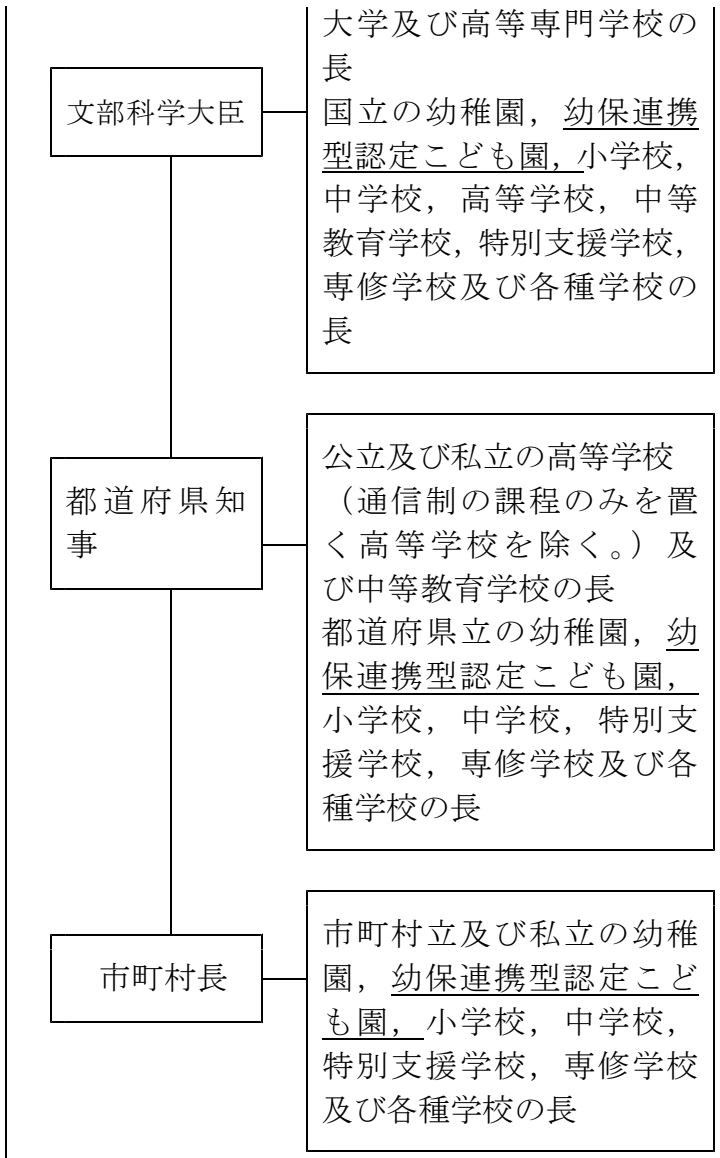 大学及び高等専門学校の
長
文部科学大臣
国立の幼稚園，幼保連携
型認定こども園，小学校，
中学校，高等学校，中等
教育学校，特別支援学校，
専修学校及び各種学校の
長
都道府県知
事
公立及び私立の高等学校
（通信制の課程のみを置
く高等学校を除く。）及
び中等教育学校の長
都道府県立の幼稚園，幼
保連携型認定こども園，
小学校，中学校，特別支
援学校，専修学校及び各
種学校の長
市町村長
市町村立及び私立の幼稚
園，幼保連携型認定こど
も園，小学校，中学校，
特別支援学校，専修学校
及び各種学校の長